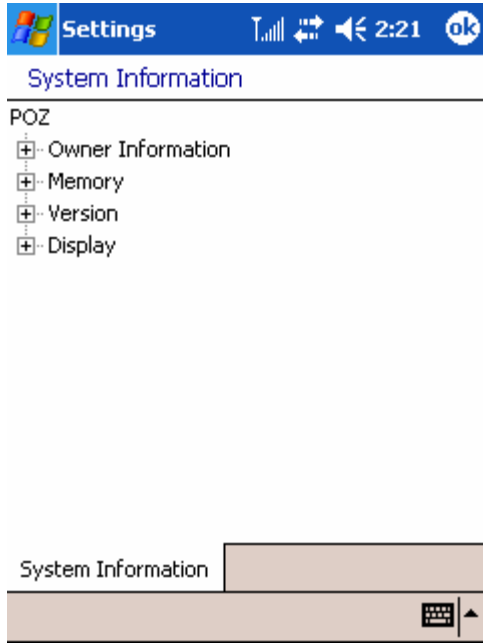 Settings 2:21 ok
System Information
POZ
Owner Information
Memory
Version
Display
System Information